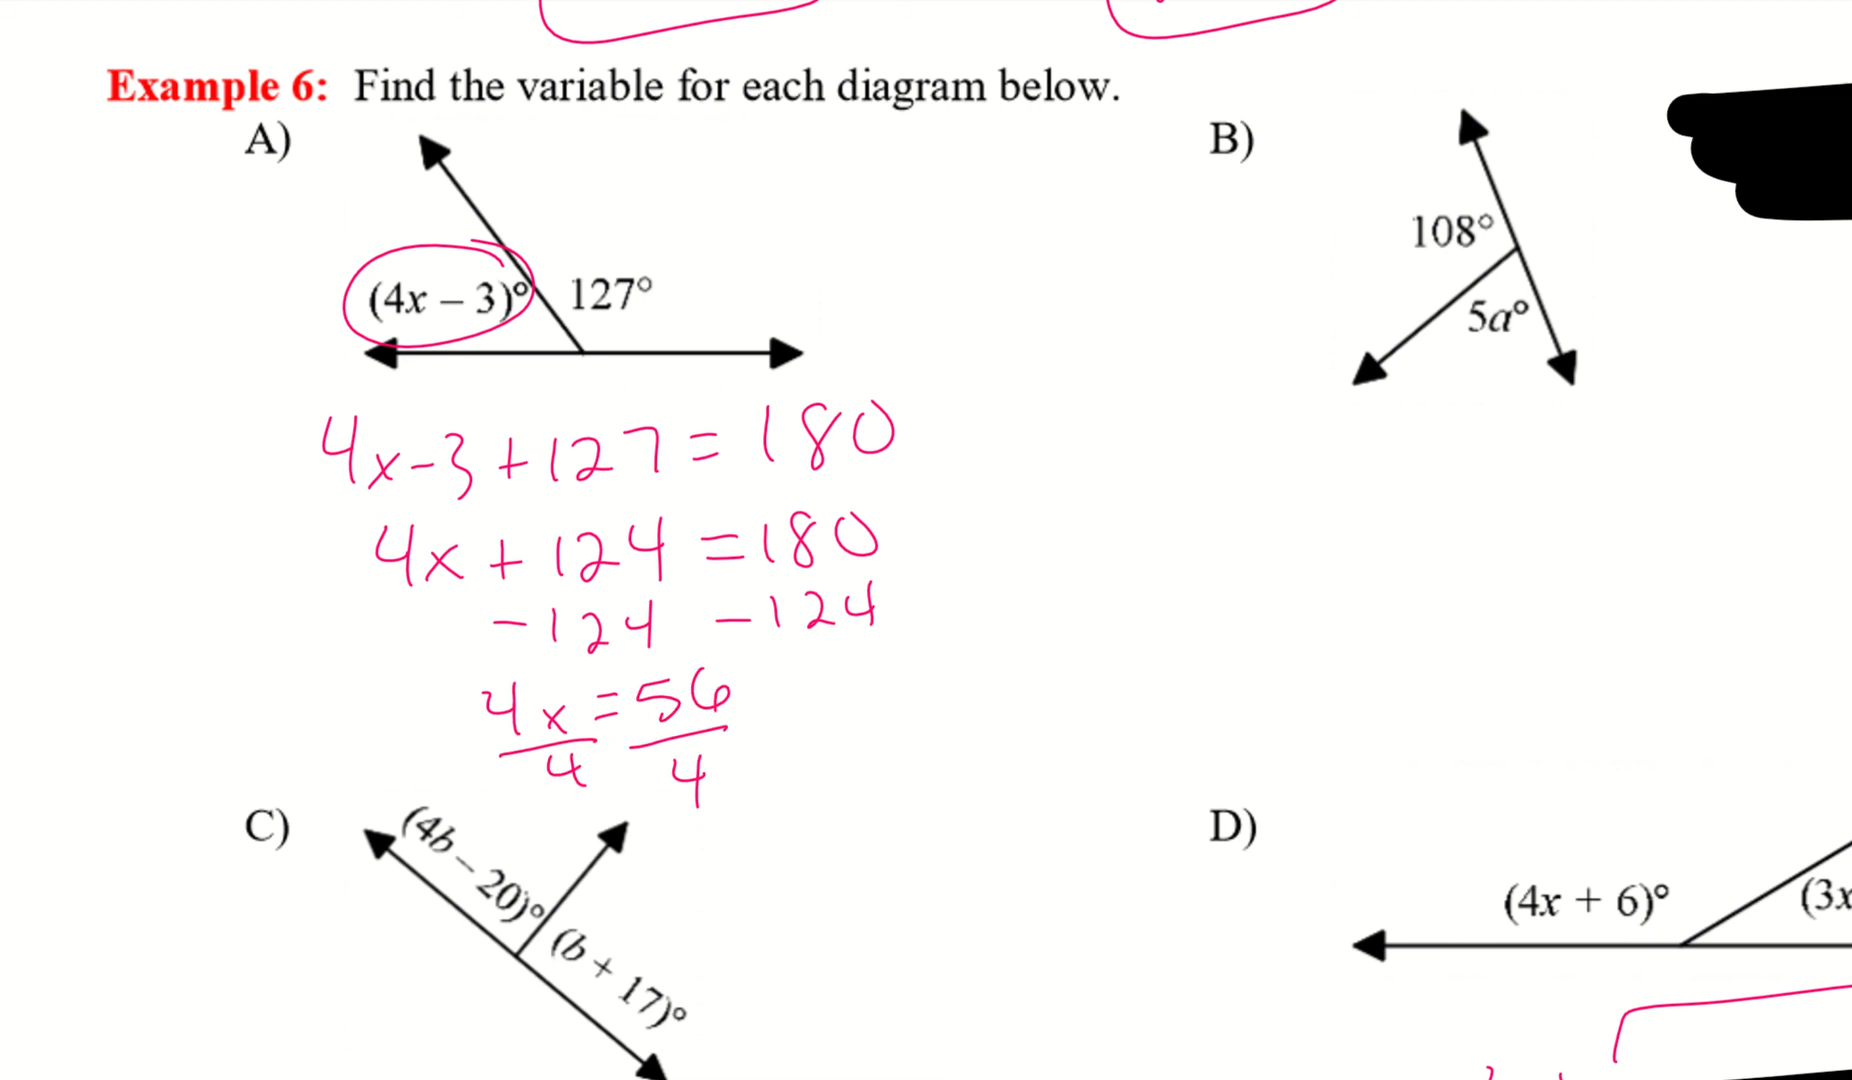 Example 6: Find the variable for each diagram below.
A)
(4x – 3)°
127°
4x-3+127=180
4x+124=180
-124 -124
4x=56
4 4
B)
108°
5a°
C)
(4b – 20)°
(b + 17)°
D)
(4x + 6)°
(3x